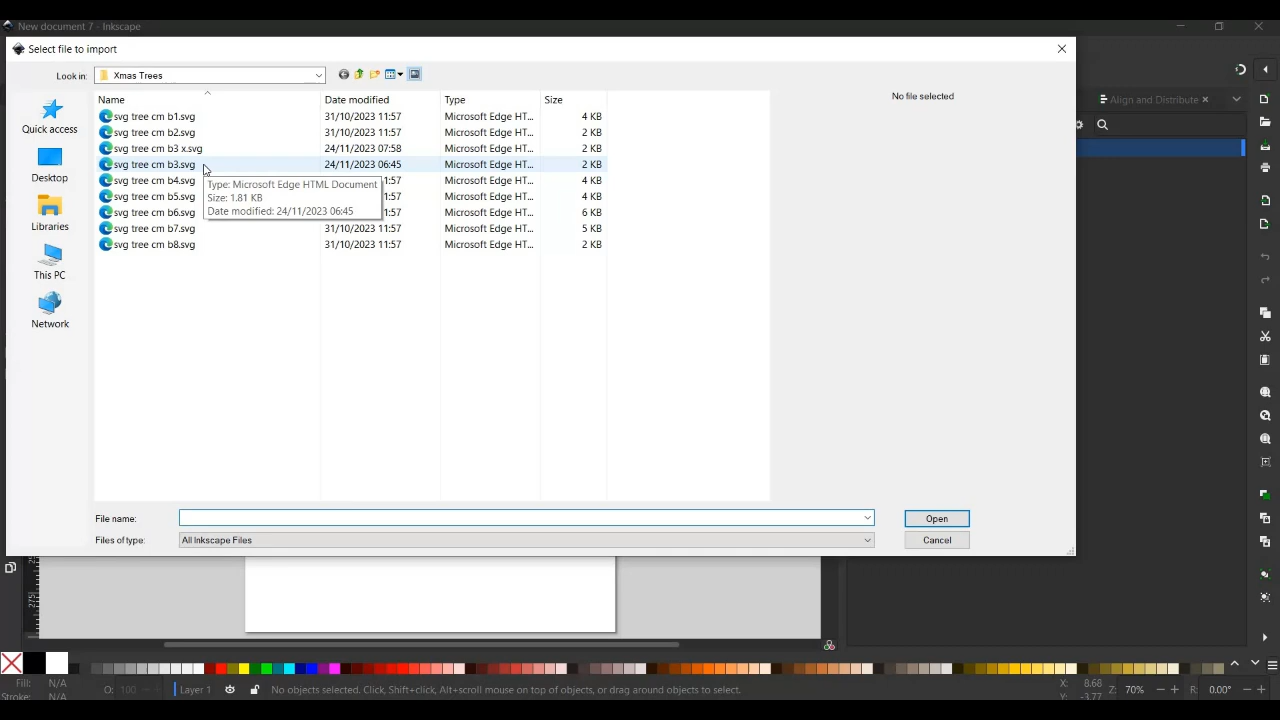 New document 7 - Inkscape
Select file to import
Look in: Xmas Trees
No file selected
Align and Distribute
Name Date modified Type Size
svg tree cm b1.svg 31/10/2023 11:57 Microsoft Edge HT... 4 KB
svg tree cm b2.svg 31/10/2023 11:57 Microsoft Edge HT... 2 KB
svg tree cm b3 x.svg 24/11/2023 07:58 Microsoft Edge HT... 2 KB
svg tree cm b3.svg 24/11/2023 06:45 Microsoft Edge HT... 2 KB
svg tree cm b4.svg 1:57 Microsoft Edge HT... 4 KB
svg tree cm b5.svg 1:57 Microsoft Edge HT... 4 KB
svg tree cm b6.svg 1:57 Microsoft Edge HT... 6 KB
svg tree cm b7.svg 31/10/2023 11:57 Microsoft Edge HT... 5 KB
svg tree cm b8.svg 31/10/2023 11:57 Microsoft Edge HT... 2 KB
Type: Microsoft Edge HTML Document
Size: 1.81 KB
Date modified: 24/11/2023 06:45
Quick access
Desktop
Libraries
This PC
Network
File name:
Open
Files of type: All Inkscape Files
Cancel
Fill: N/A
Stroke: N/A
O: 100
Layer 1
No objects selected. Click, Shift+click, Alt+scroll mouse on top of objects, or drag around objects to select.
X: 8.68
Y: -3.77
Z: 70%
R: 0.00°